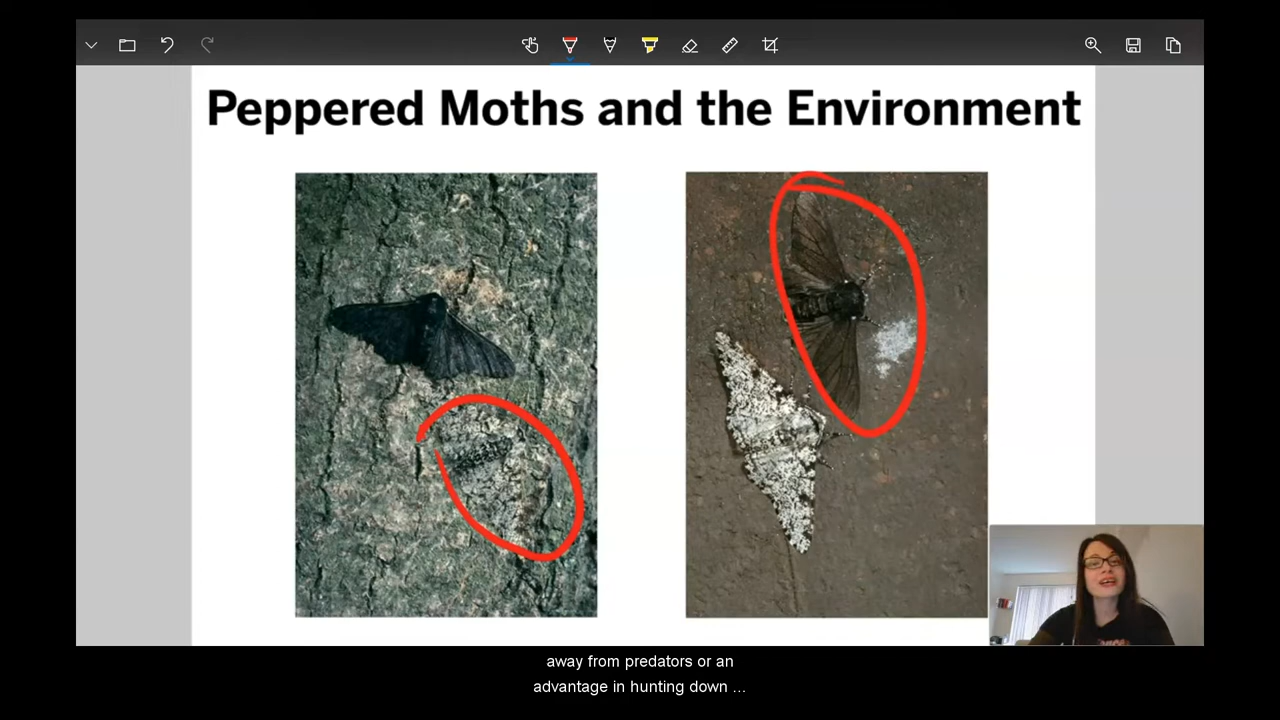 Peppered Moths and the Environment
away from predators or an
advantage in hunting down ...